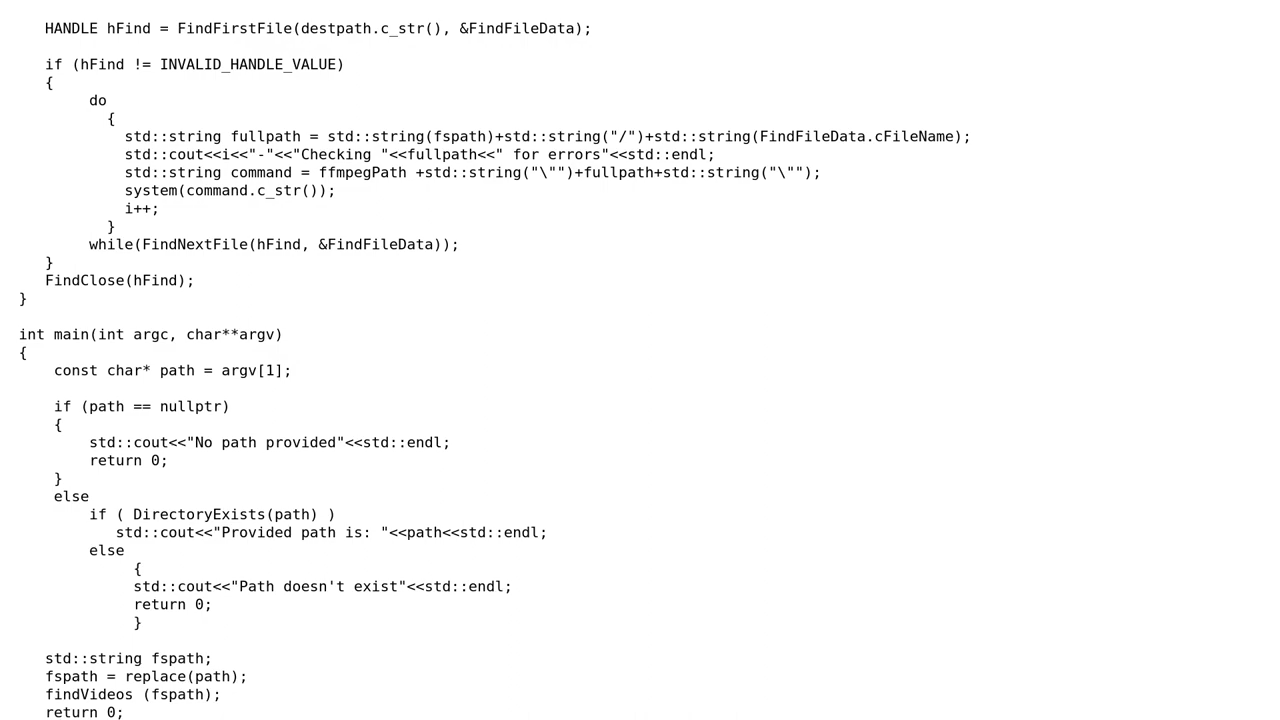 HANDLE hFind = FindFirstFile(destpath.c_str(), &FindFileData);
if (hFind != INVALID_HANDLE_VALUE)
{
do
{
std::string fullpath = std::string(fspath)+std::string("/")+std::string(FindFileData.cFileName);
std::cout<<i<<"-"<<"Checking "<<fullpath<<" for errors"<<std::endl;
std::string command = ffmpegPath +std::string("\"")+fullpath+std::string("\"");
system(command.c_str());
i++;
}
while(FindNextFile(hFind, &FindFileData));
}
FindClose(hFind);
}
int main(int argc, char**argv)
{
const char* path = argv[1];
if (path == nullptr)
{
std::cout<<"No path provided"<<std::endl;
return 0;
}
else
if ( DirectoryExists(path) )
std::cout<<"Provided path is: "<<path<<std::endl;
else
{
std::cout<<"Path doesn't exist"<<std::endl;
return 0;
}
std::string fspath;
fspath = replace(path);
findVideos (fspath);
return 0;